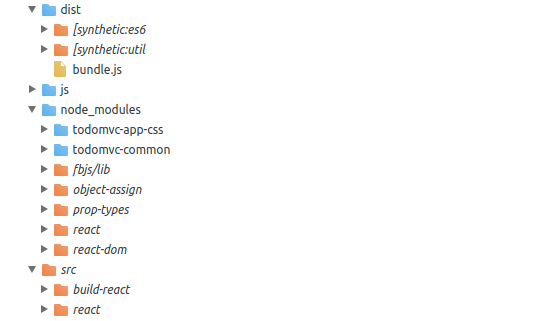 dist
[synthetic:es6
[synthetic:util
bundle.js
js
node_modules
todomvc-app-css
todomvc-common
fbjs/lib
object-assign
prop-types
react
react-dom
src
build-react
react